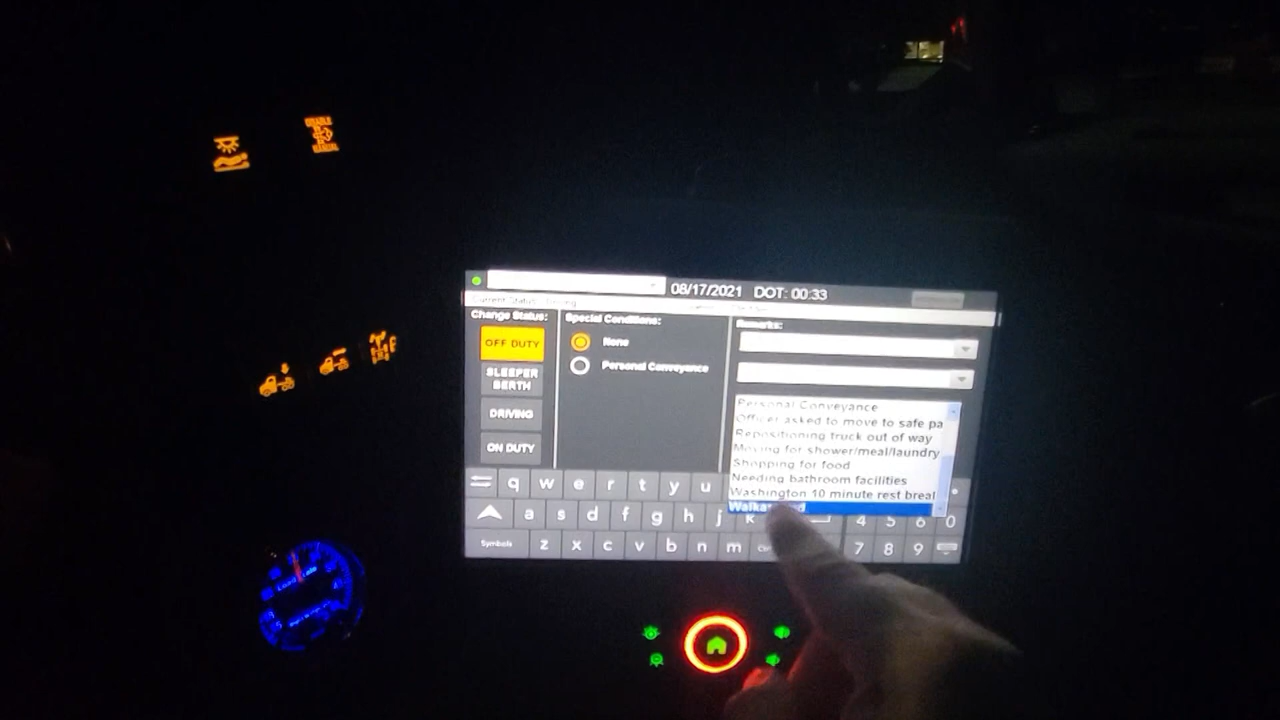 08/17/2021 DOT: 00:33
Current Status: Driving
Change Status:
OFF DUTY
SLEEPER
BERTH
DRIVING
ON DUTY
Special Conditions:
None
Personal Conveyance
Remarks:
Personal Conveyance
Officer asked to move to safe pa
Repositioning truck out of way
Moving for shower/meal/laundry
Shopping for food
Needing bathroom facilities
Washington 10 minute rest breal
q w e r t y u
a s d f g h j k 4 5 6 0
Symbols z x c v b n m 7 8 9